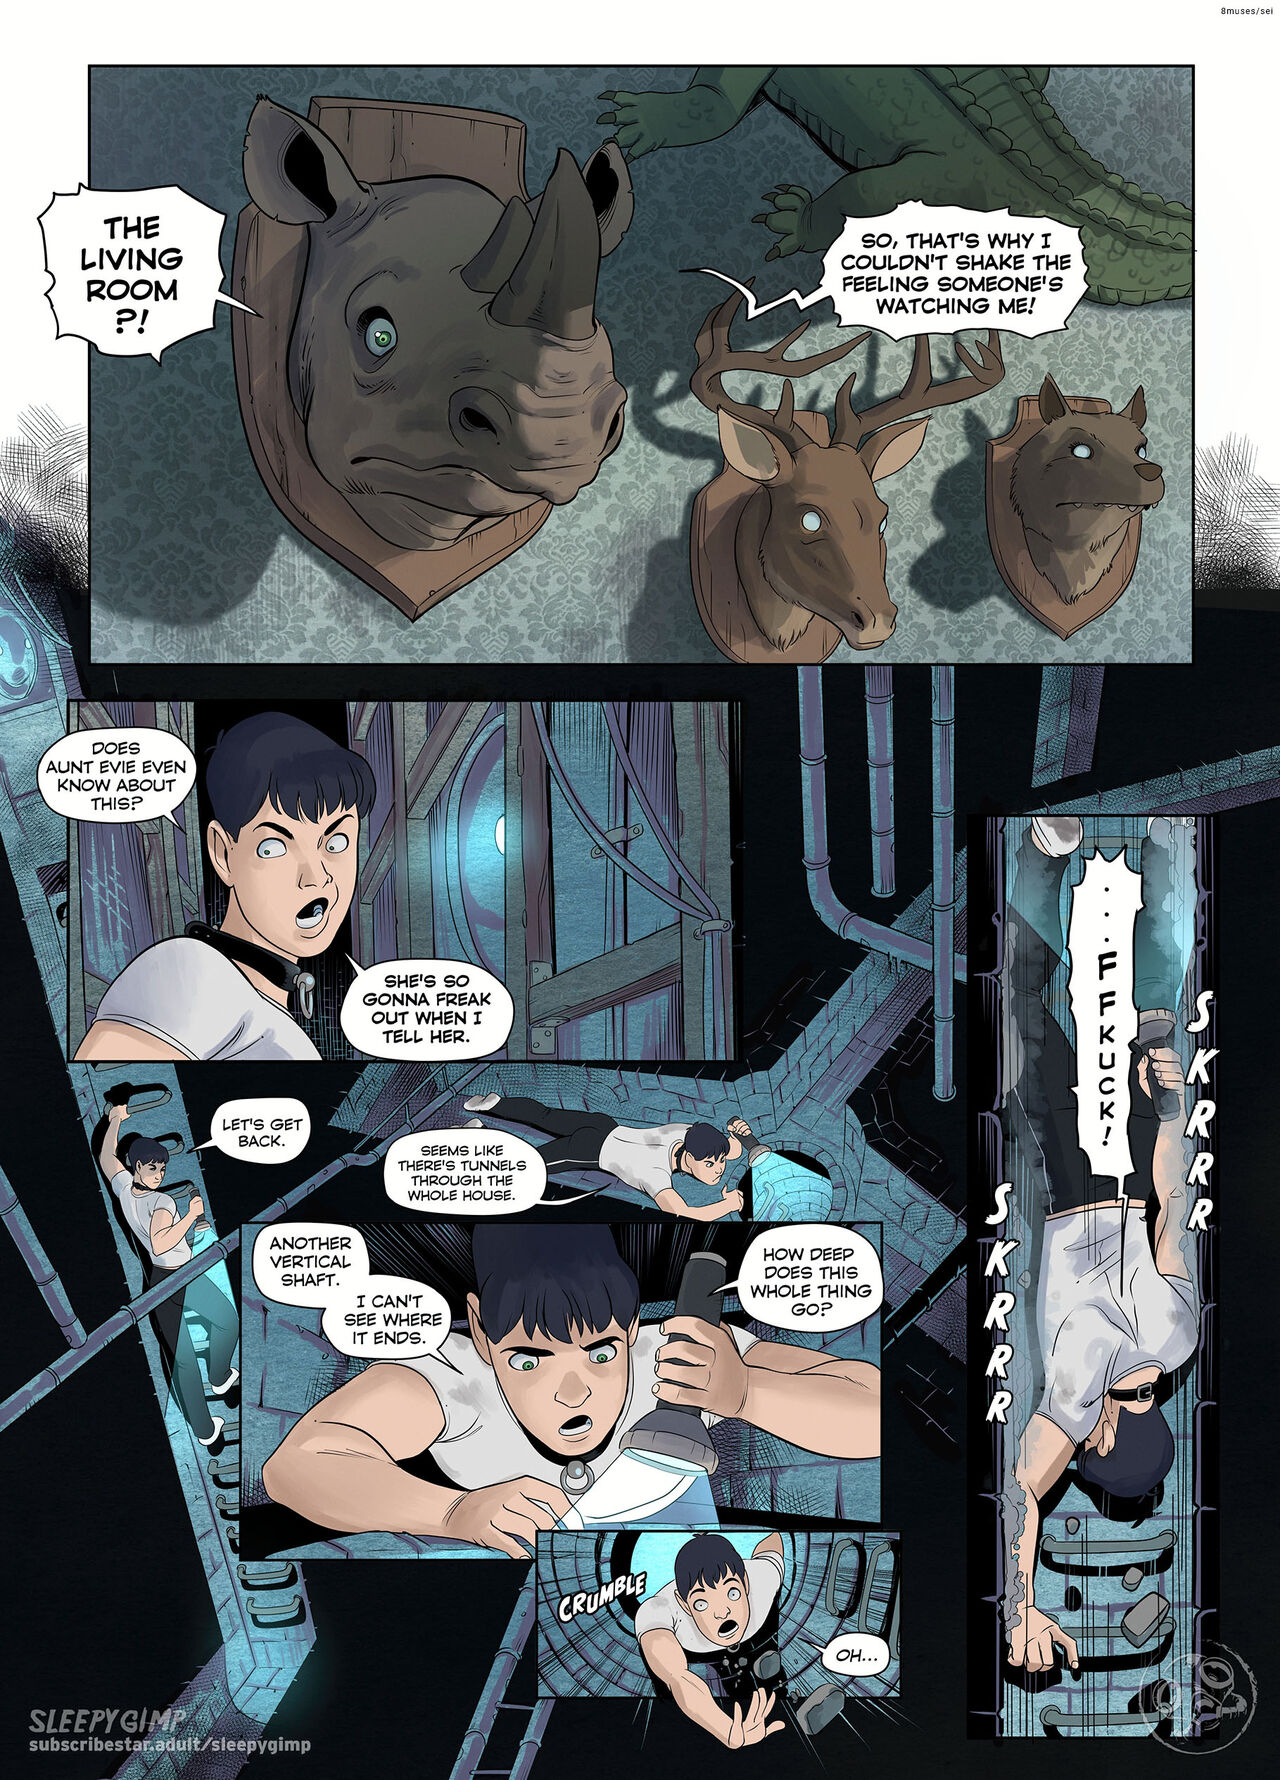 8muses/sei
THE
LIVING
ROOM
?!
SO, THAT'S WHY I
COULDN'T SHAKE THE
FEELING SOMEONE'S
WATCHING ME!
DOES
AUNT EVIE EVEN
KNOW ABOUT
THIS?
SHE'S SO
GONNA FREAK
OUT WHEN I
TELL HER.
LET'S GET
BACK.
SEEMS LIKE
THERE'S TUNNELS
THROUGH THE
WHOLE HOUSE.
ANOTHER
VERTICAL
SHAFT.
I CAN'T
SEE WHERE
IT ENDS.
HOW DEEP
DOES THIS
WHOLE THING
GO?
CRUMBLE
OH...
...FFFKUCK!
SKRRR
SKRRR
SLEEPYGIMP
subscribestar.adult/sleepygimp